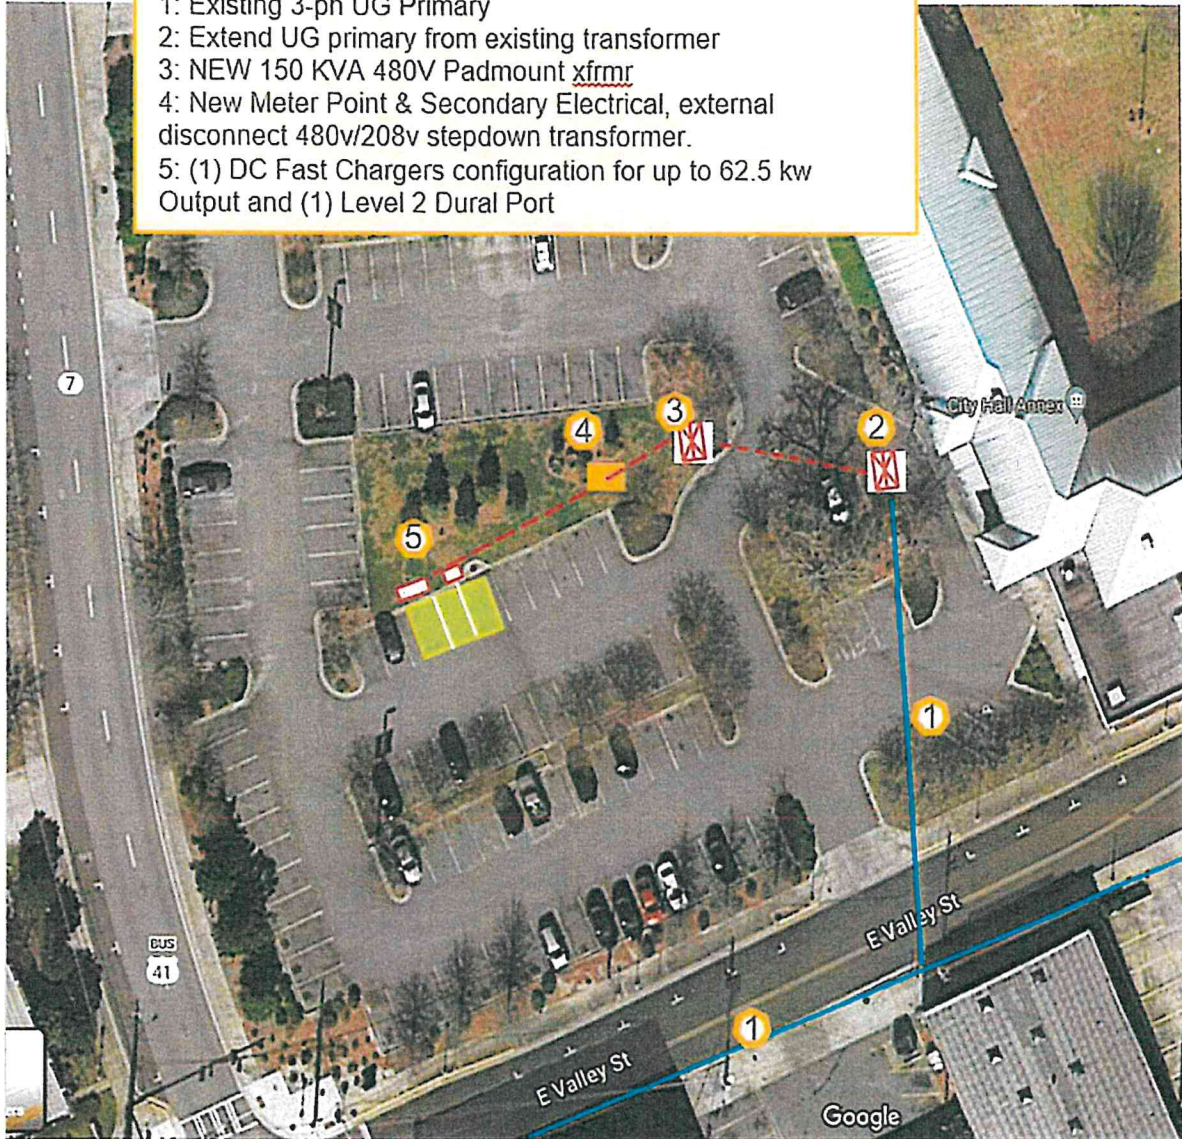 1: Existing 3-ph UG Primary
2: Extend UG primary from existing transformer
3: NEW 150 KVA 480V Padmount xfrmr
4: New Meter Point & Secondary Electrical, external
disconnect 480v/208v stepdown transformer.
5: (1) DC Fast Chargers configuration for up to 62.5 kw
Output and (1) Level 2 Dural Port
7
3
4
2
City Hall Annex
5
1
E Valley St
BUS
41
1
E Valley St
Google